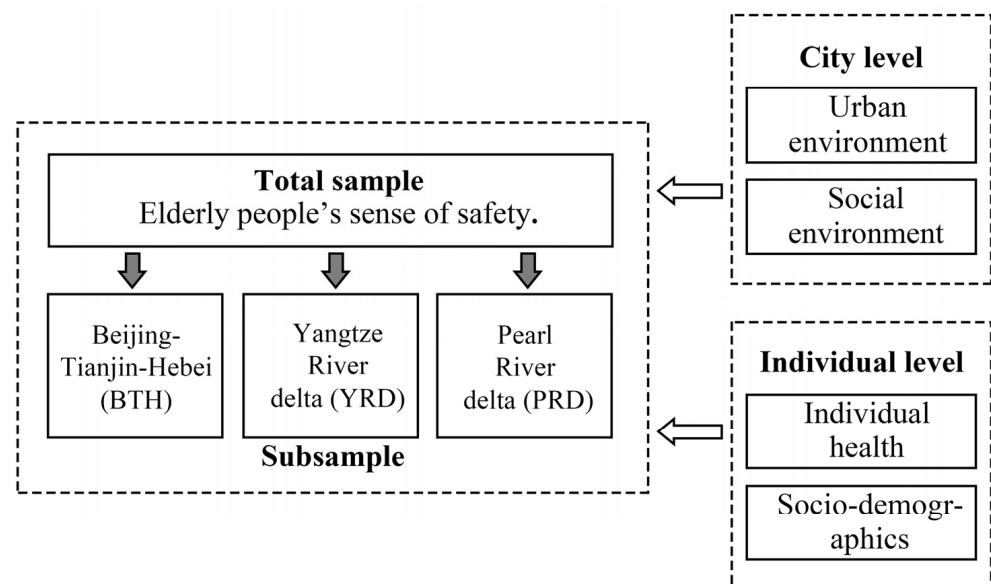 Total sample
Elderly people’s sense of safety.
Beijing-
Tianjin-Hebei
(BTH)
Yangtze
River
delta (YRD)
Pearl
River
delta (PRD)
Subsample
City level
Urban
environment
Social
environment
Individual level
Individual
health
Socio-demogr-
aphics